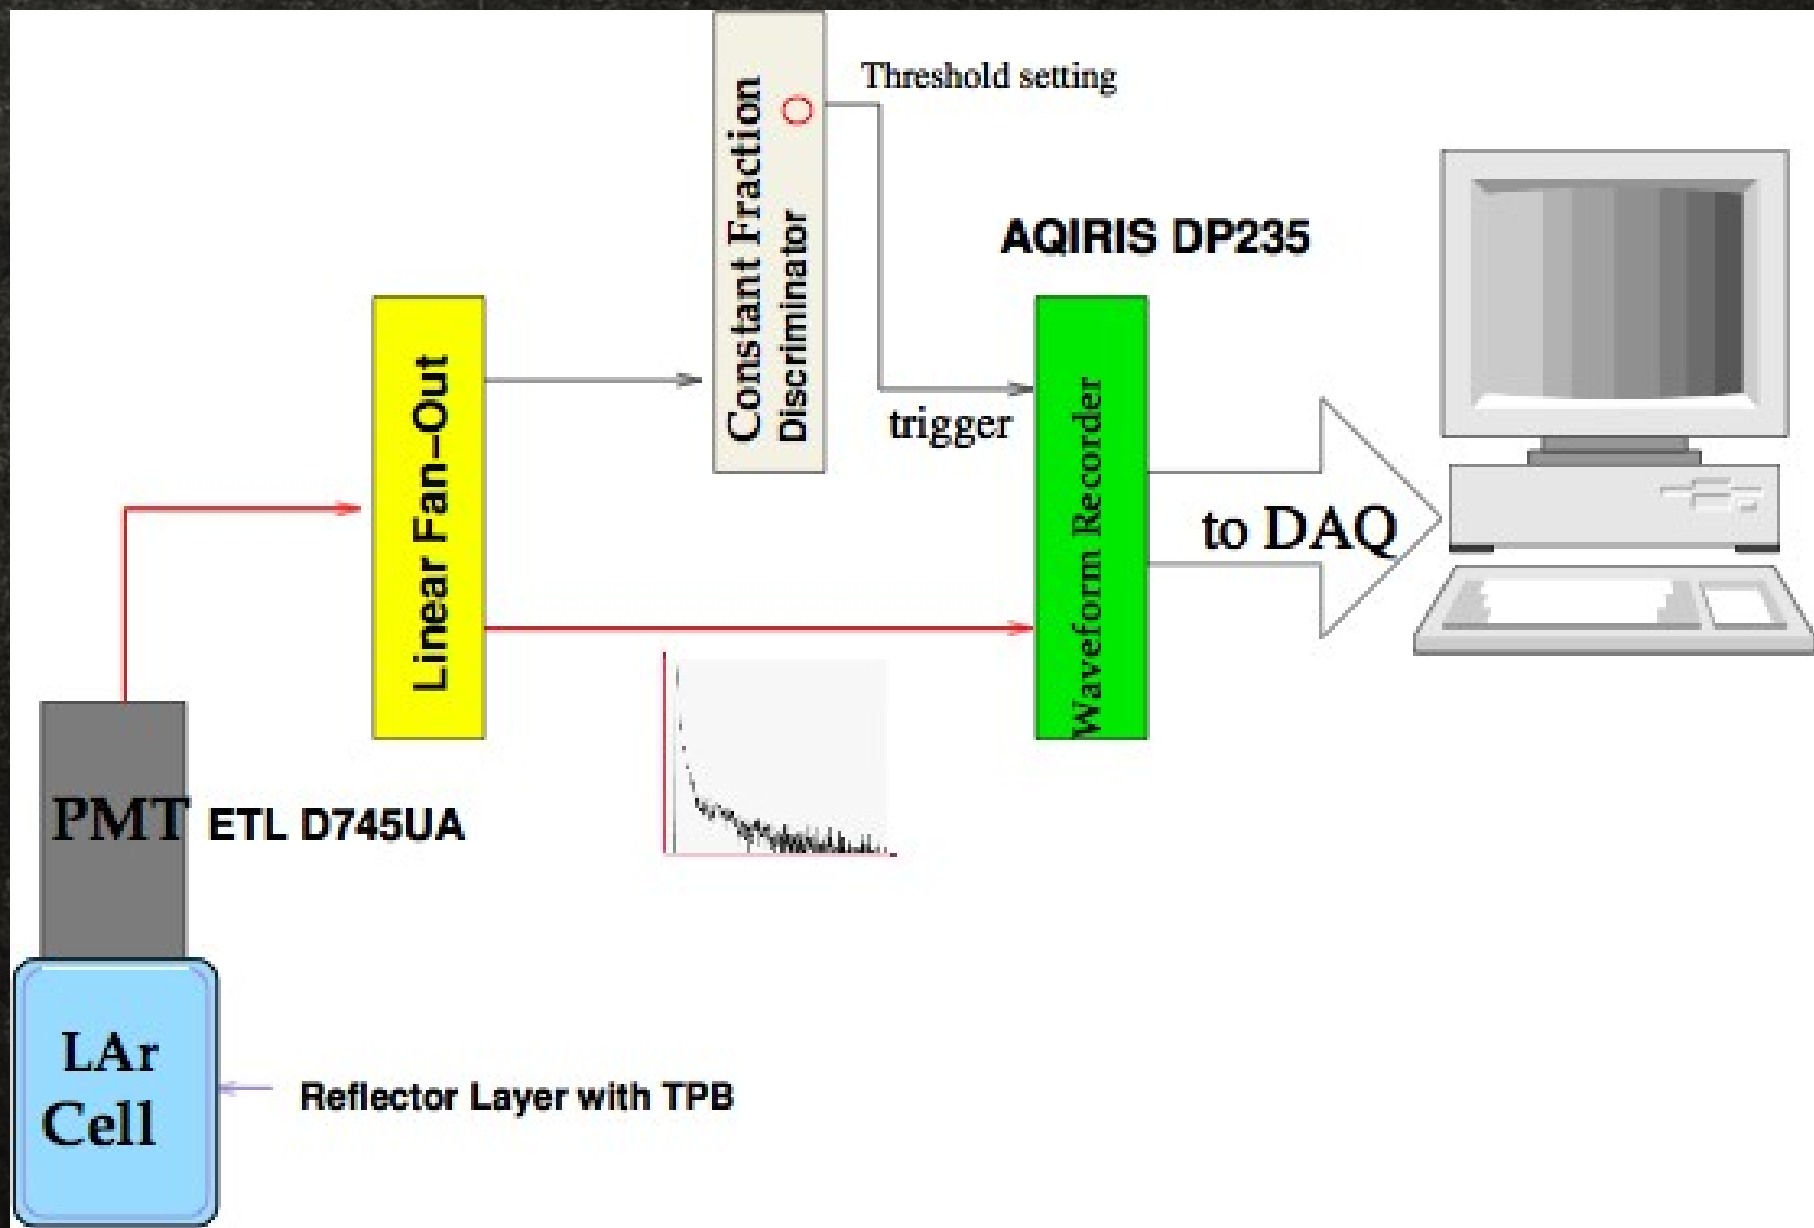 Threshold setting
Constant Fraction
Discriminator
AQIRIS DP235
Linear Fan-Out
trigger
Waveform Recorder
to DAQ
PMT
ETL D745UA
LAr
Cell
Reflector Layer with TPB